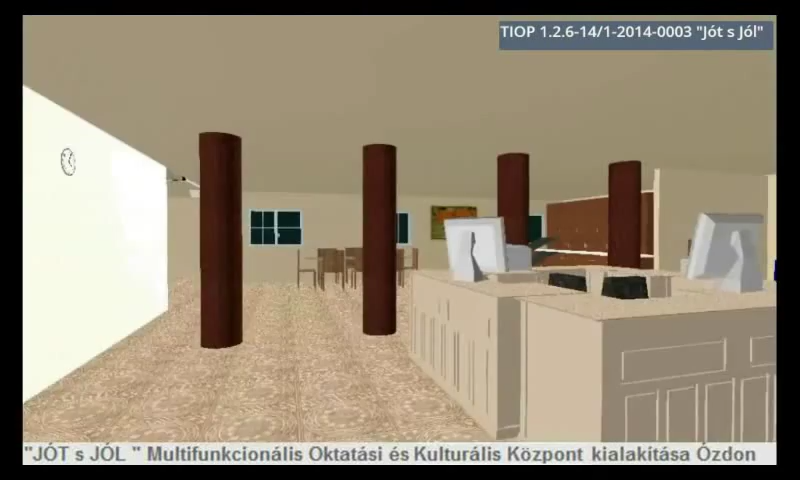 TIOP 1.2.6-14/1-2014-0003 "Jót s Jól"
"JÓT s JÓL " Multifunkcionális Oktatási és Kulturális Központ kialakítása Ózdon